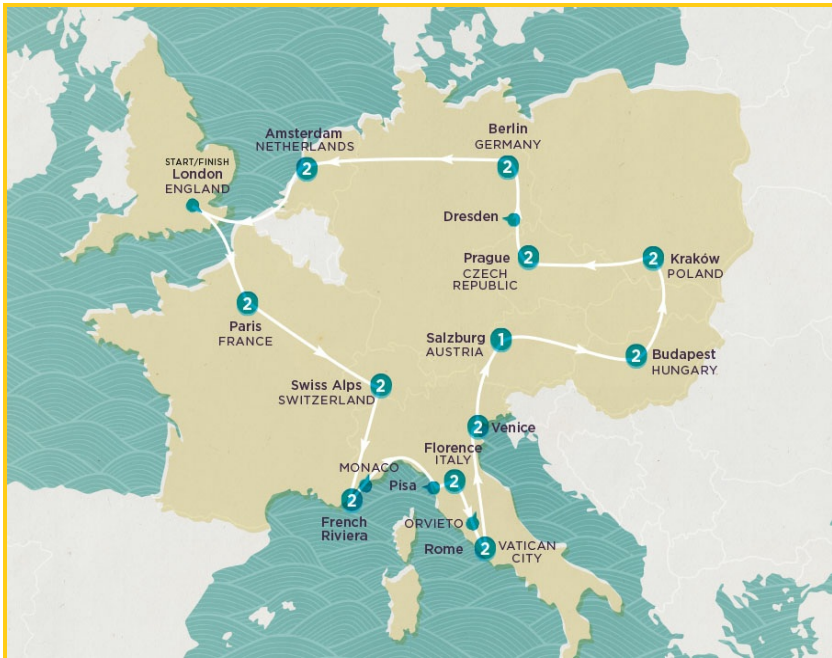 Amsterdam
NETHERLANDS
2
Berlin
GERMANY
2
START/FINISH
London
ENGLAND
Dresden
Prague
CZECH
REPUBLIC
2
2
Kraków
POLAND
2
Paris
FRANCE
Salzburg
AUSTRIA
1
2
Budapest
HUNGARY
Swiss Alps
SWITZERLAND
2
2
Venice
Florence
ITALY
2
MONACO
Pisa
2
French
Riviera
ORVIETO
Rome
2
VATICAN
CITY